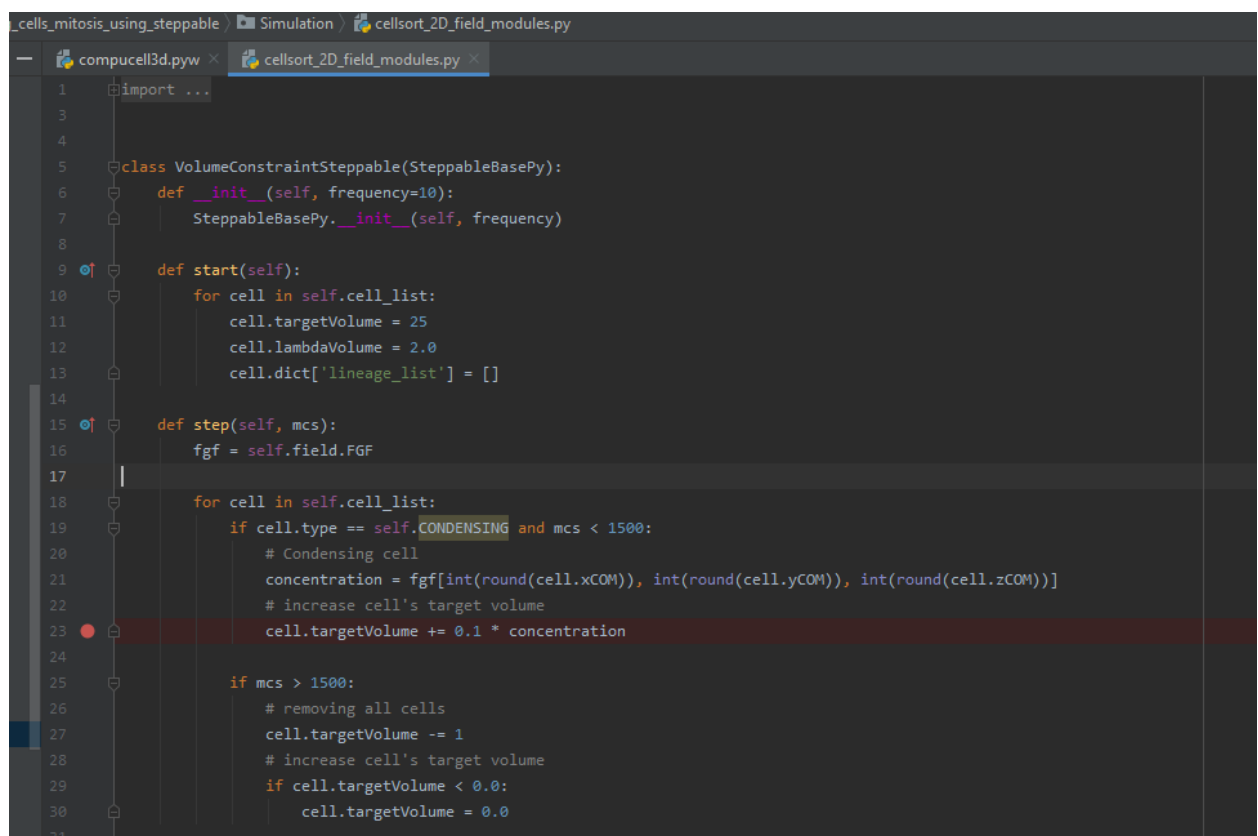 g_cells_mitosis_using_steppable Simulation cellsort_2D_field_modules.py
compucell3d.pyw cellsort_2D_field_modules.py
1 import ...
3
4
5 class VolumeConstraintSteppable(SteppableBasePy):
6     def __init__(self, frequency=10):
7         SteppableBasePy.__init__(self, frequency)
8
9     def start(self):
10         for cell in self.cell_list:
11             cell.targetVolume = 25
12             cell.lambdaVolume = 2.0
13             cell.dict['lineage_list'] = []
14
15     def step(self, mcs):
16         fgf = self.field.FGF
17
18         for cell in self.cell_list:
19             if cell.type == self.CONDENSING and mcs < 1500:
20                 # Condensing cell
21                 concentration = fgf[int(round(cell.xCOM)), int(round(cell.yCOM)), int(round(cell.zCOM))]
22                 # increase cell's target volume
23                 cell.targetVolume += 0.1 * concentration
24
25             if mcs > 1500:
26                 # removing all cells
27                 cell.targetVolume -= 1
28                 # increase cell's target volume
29                 if cell.targetVolume < 0.0:
30                     cell.targetVolume = 0.0